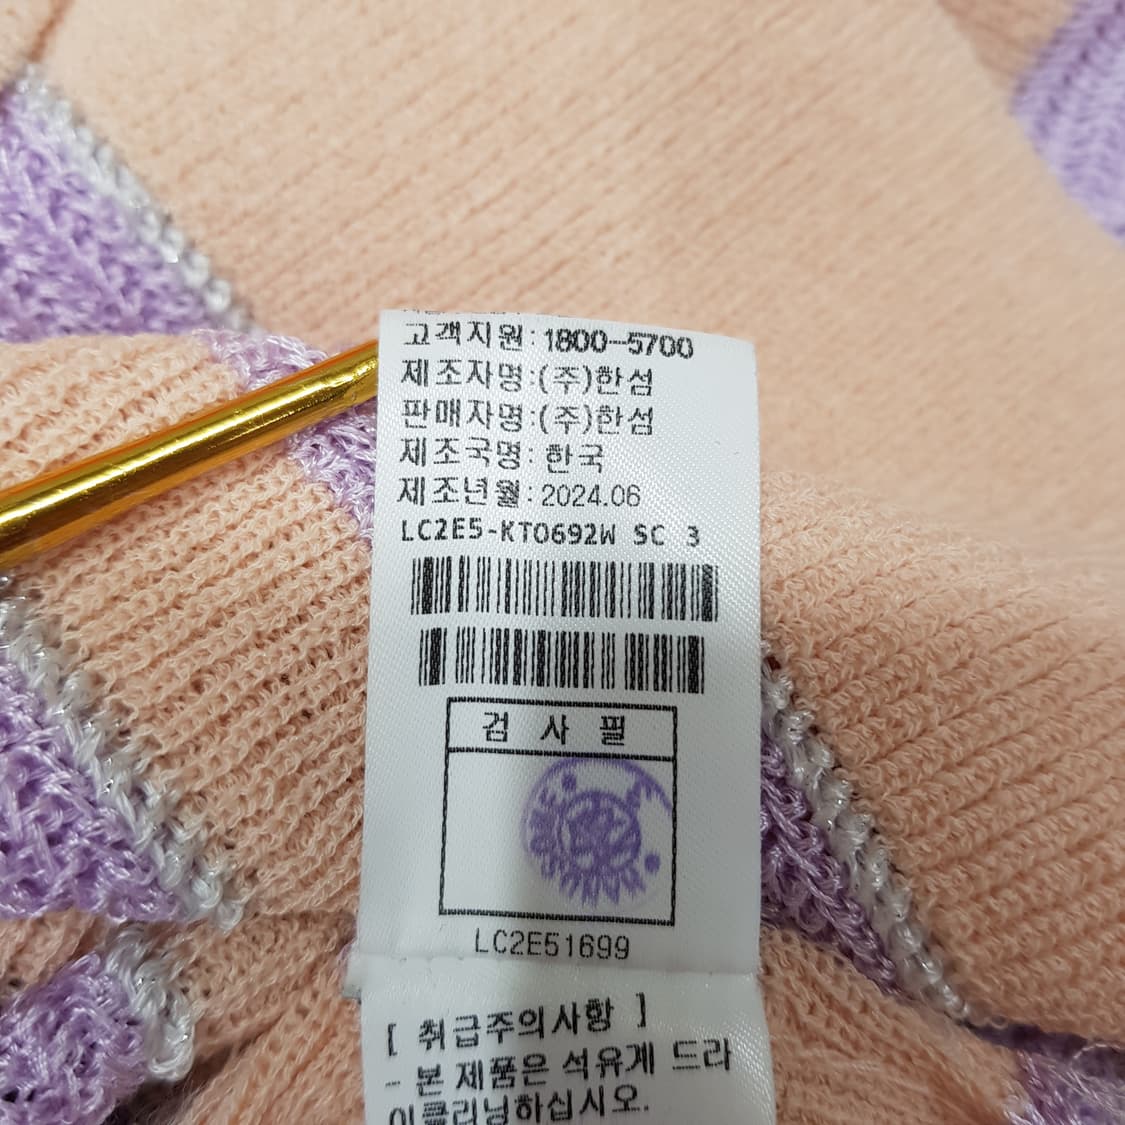 고객지원:1800-5700
제조자명:(주)한섬
판매자명:(주)한섬
제조국명: 한국
제조년월:2024.06
LC2E5-KTO692W SC 3
검 사 필
LC2E51699
[ 취급주의사항 ]
- 본 제품은 석유계 드라
이클리닝하십시오.